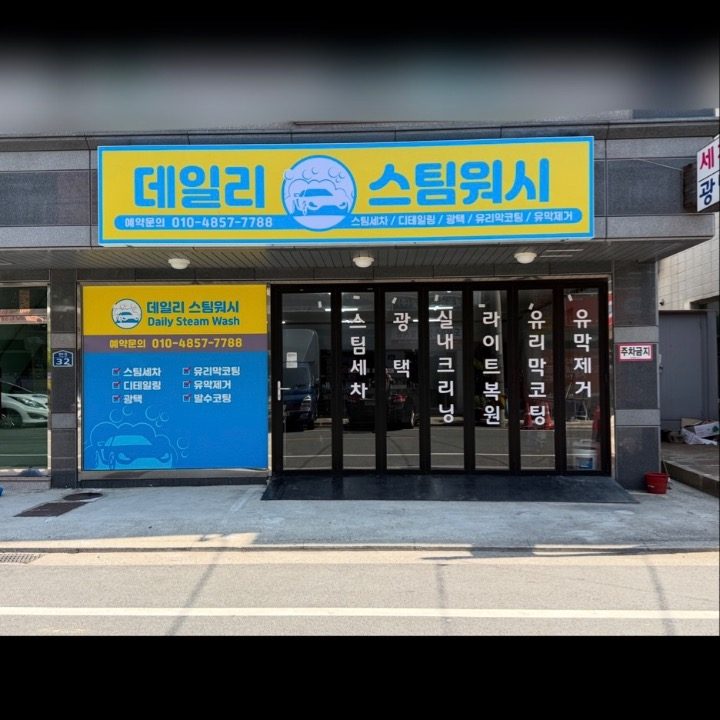 데일리 스팀워시
예약문의 010-4857-7788
스팀세차 / 디테일링 / 광택 / 유리막코팅 / 유막제거
세
광
데일리 스팀워시
Daily Steam Wash
예약문의 010-4857-7788
스팀세차
유리막코팅
디테일링
유막제거
광택
발수코팅
스팀세차
광택
실내크리닝
라이트복원
유리막코팅
유막제거
주차금지
32